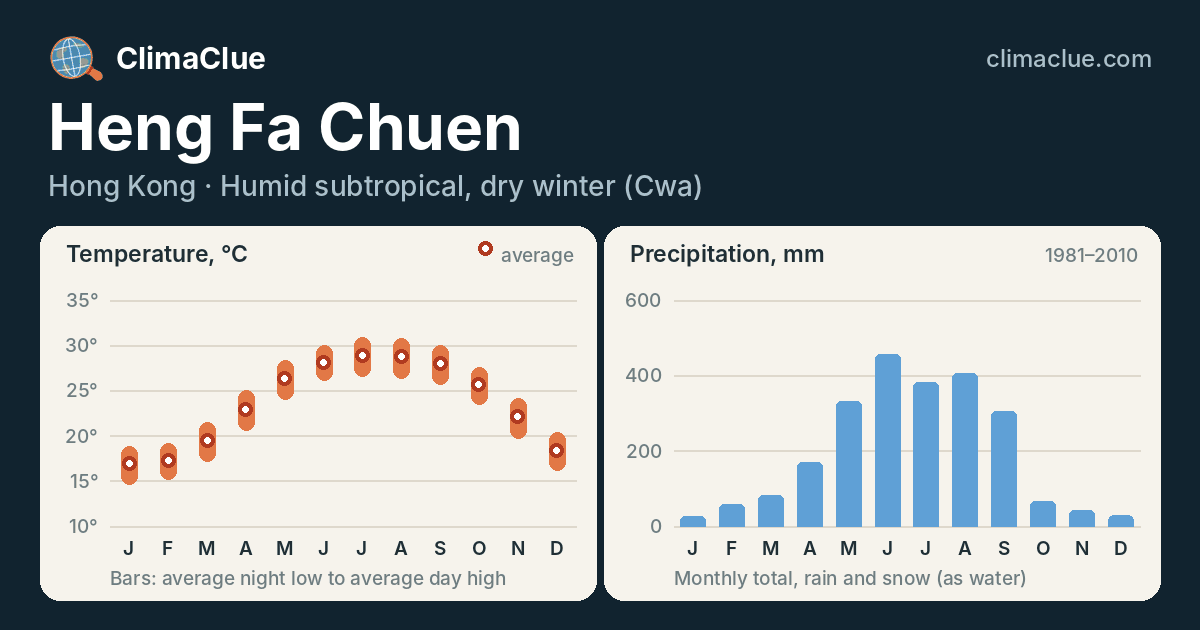 ClimaClue
climaclue.com
Heng Fa Chuen
Hong Kong · Humid subtropical, dry winter (Cwa)
Temperature, °C
average
35°
30°
25°
20°
15°
10°
J F M A M J J A S O N D
Bars: average night low to average day high
Precipitation, mm
1981–2010
600
400
200
0
J F M A M J J A S O N D
Monthly total, rain and snow (as water)